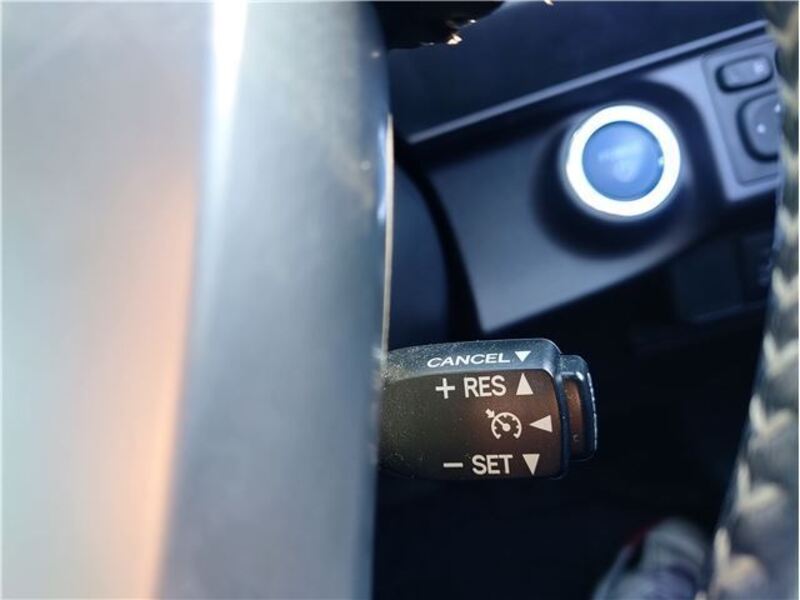 CANCEL ▼
+ RES ▲
◀
− SET ▼